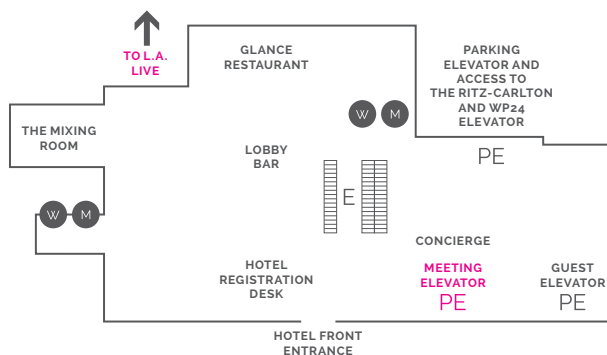 TO L.A.
LIVE
GLANCE
RESTAURANT
PARKING
ELEVATOR AND
ACCESS TO
THE RITZ-CARLTON
AND WP24
ELEVATOR
W M
PE
THE MIXING
ROOM
LOBBY
BAR
E
W M
CONCIERGE
HOTEL
REGISTRATION
DESK
MEETING
ELEVATOR
PE
GUEST
ELEVATOR
PE
HOTEL FRONT
ENTRANCE